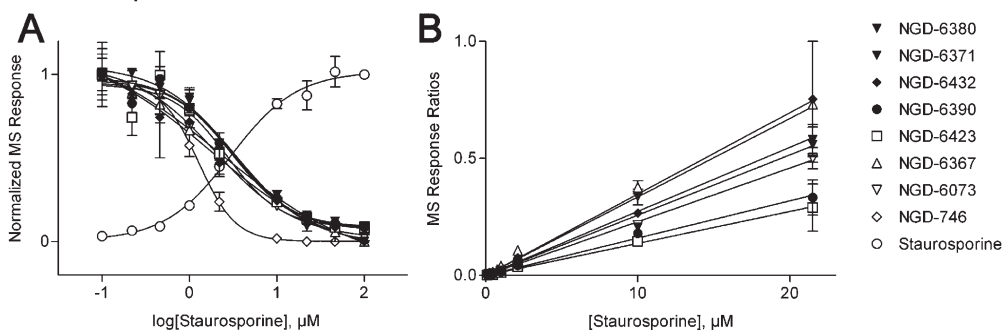 A
Normalized MS Response
1
0
-1
0
1
2
log[Staurosporine], µM
B
MS Response Ratios
1.0
0.5
0.0
0
10
20
[Staurosporine], µM
NGD-6380
NGD-6371
NGD-6432
NGD-6390
NGD-6423
NGD-6367
NGD-6073
NGD-746
Staurosporine